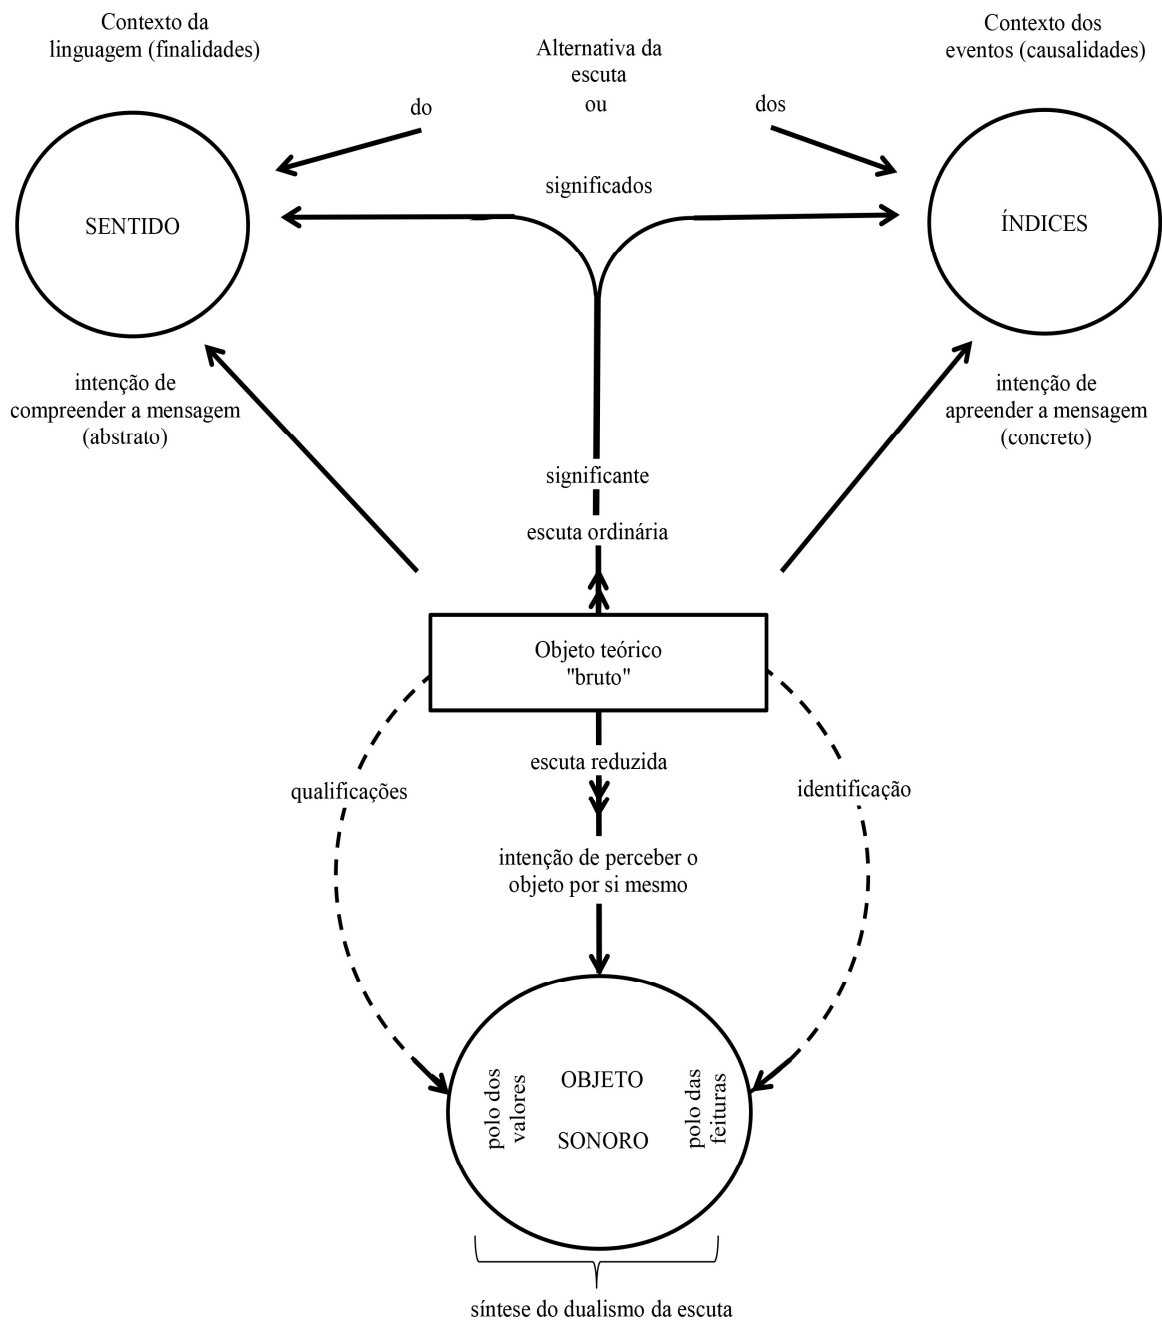 Contexto da
linguagem (finalidades)
Alternativa da
escuta
ou
Contexto dos
eventos (causalidades)
do
dos
significados
SENTIDO
ÍNDICES
intenção de
compreender a mensagem
(abstrato)
intenção de
apreender a mensagem
(concreto)
significante
escuta ordinária
Objeto teórico
"bruto"
escuta reduzida
qualificações
identificação
intenção de perceber o
objeto por si mesmo
polo dos
valores
OBJETO
SONORO
polo das
feituras
síntese do dualismo da escuta